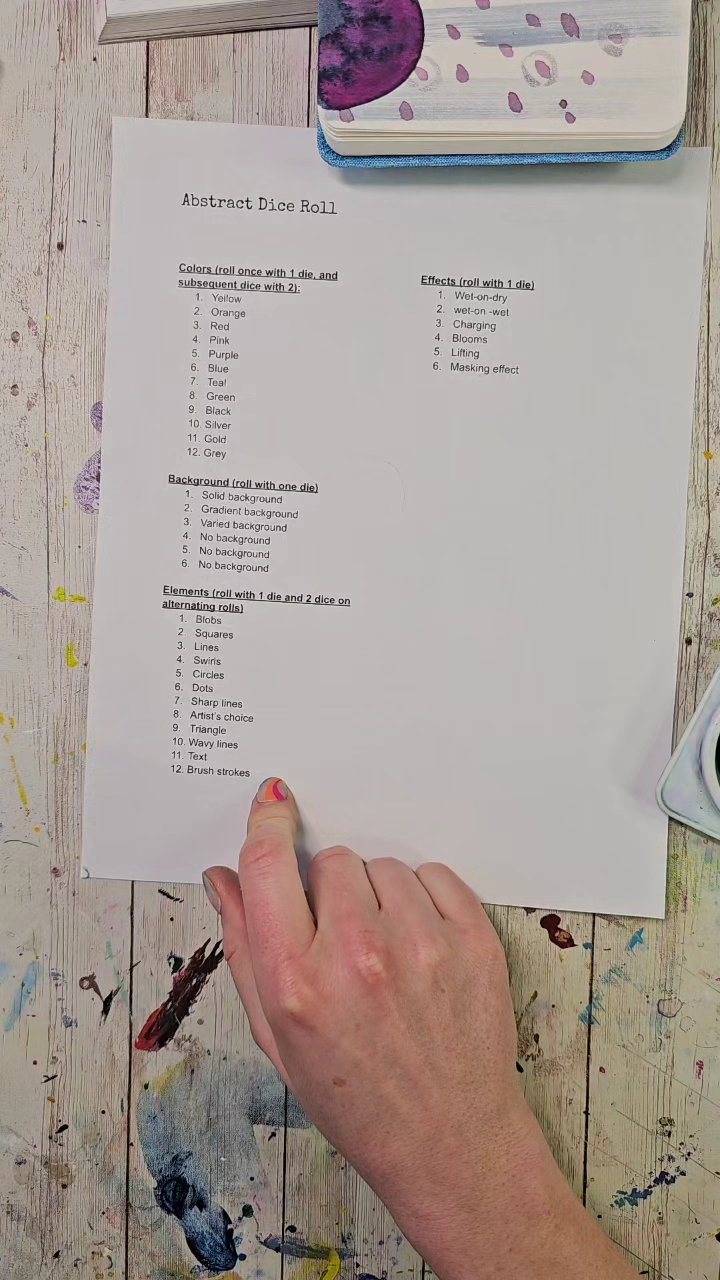 Abstract Dice Roll
Colors (roll once with 1 die, and
subsequent dice with 2):
1. Yellow
2. Orange
3. Red
4. Pink
5. Purple
6. Blue
7. Teal
8. Green
9. Black
10. Silver
11. Gold
12. Grey
Background (roll with one die)
1. Solid background
2. Gradient background
3. Varied background
4. No background
5. No background
6. No background
Elements (roll with 1 die and 2 dice on
alternating rolls)
1. Blobs
2. Squares
3. Lines
4. Swirls
5. Circles
6. Dots
7. Sharp lines
8. Artist's choice
9. Triangle
10. Wavy lines
11. Text
12. Brush strokes
Effects (roll with 1 die)
1. Wet-on-dry
2. wet-on -wet
3. Charging
4. Blooms
5. Lifting
6. Masking effect